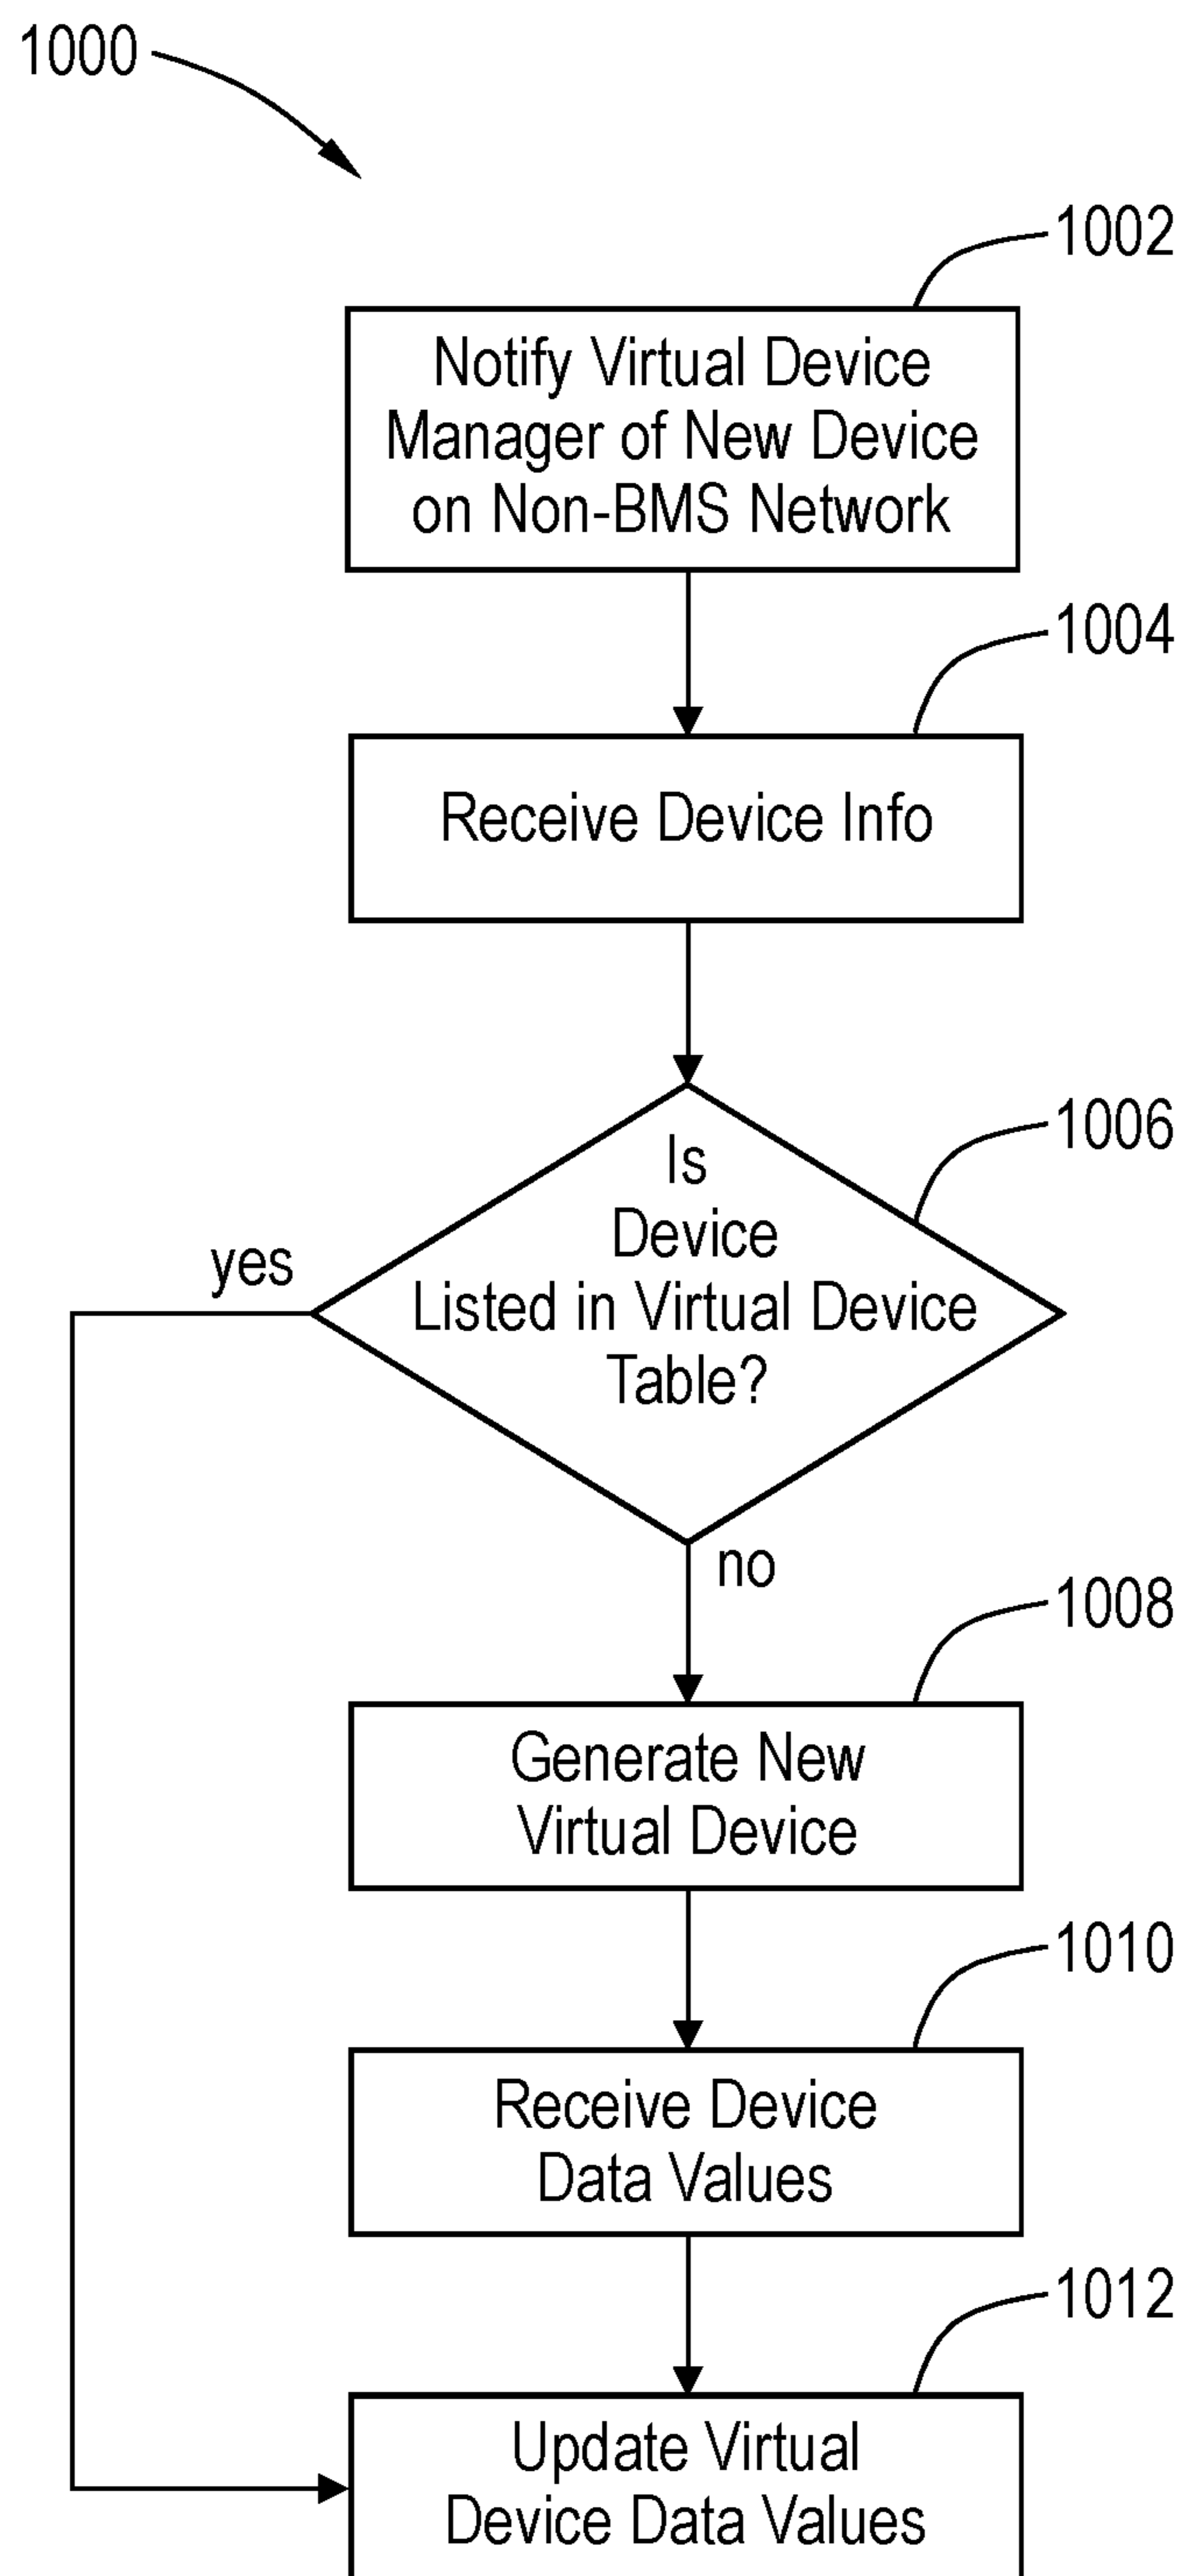 1000
1002
Notify Virtual Device
Manager of New Device
on Non-BMS Network
1004
Receive Device Info
1006
Is
Device
Listed in Virtual Device
Table?
yes
no
1008
Generate New
Virtual Device
1010
Receive Device
Data Values
1012
Update Virtual
Device Data Values